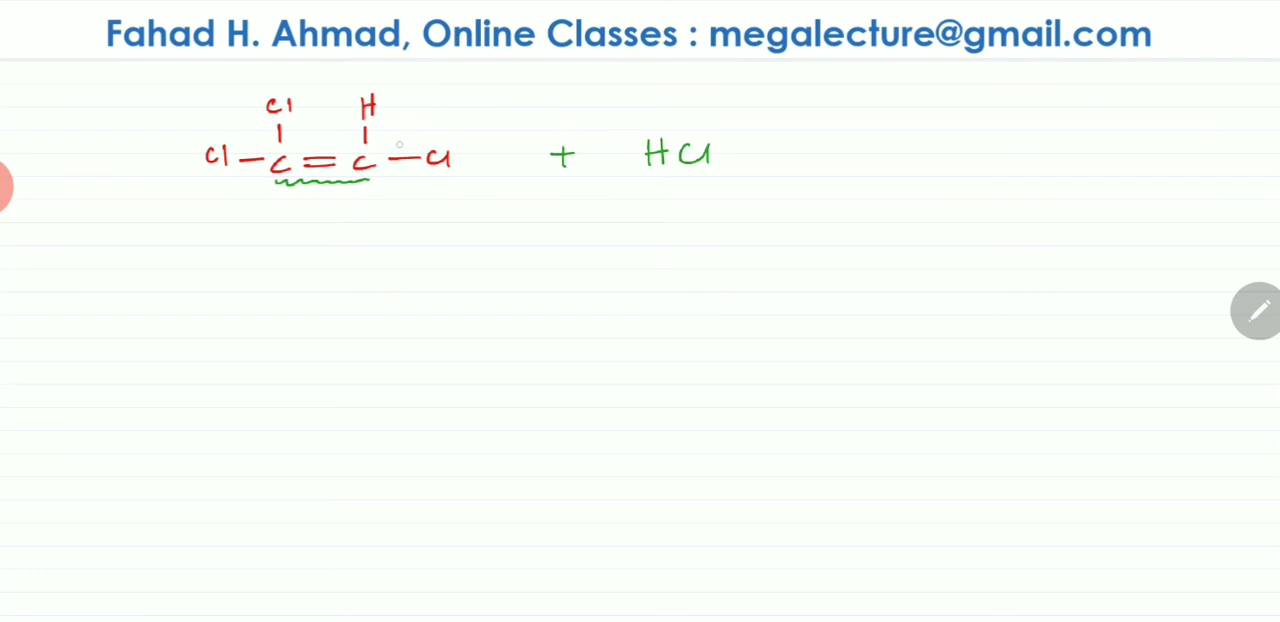 Fahad H. Ahmad, Online Classes : megalecture@gmail.com
Cl H
Cl — C = C — Cl + HCl